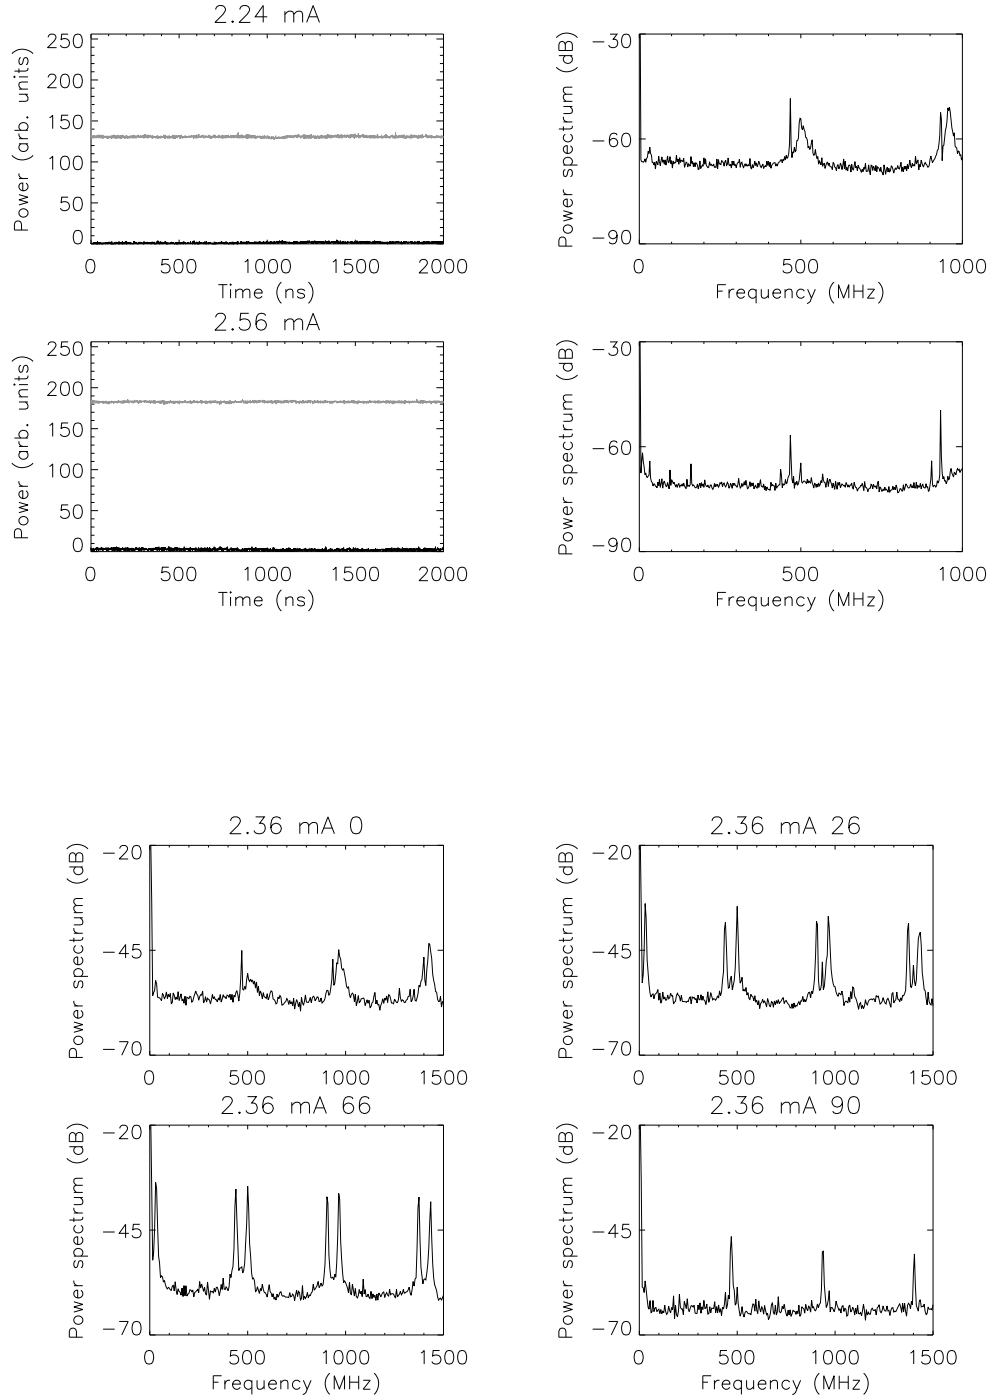 2.24 mA
Power (arb. units)
250
200
150
100
50
0
0 500 1000 1500 2000
Time (ns)
Power spectrum (dB)
−30
−60
−90
0 500 1000
Frequency (MHz)
2.56 mA
Power (arb. units)
250
200
150
100
50
0
0 500 1000 1500 2000
Time (ns)
Power spectrum (dB)
−30
−60
−90
0 500 1000
Frequency (MHz)
2.36 mA 0
Power spectrum (dB)
−20
−45
−70
0 500 1000 1500
2.36 mA 26
Power spectrum (dB)
−20
−45
−70
0 500 1000 1500
2.36 mA 66
Power spectrum (dB)
−20
−45
−70
0 500 1000 1500
Frequency (MHz)
2.36 mA 90
Power spectrum (dB)
−20
−45
−70
0 500 1000 1500
Frequency (MHz)